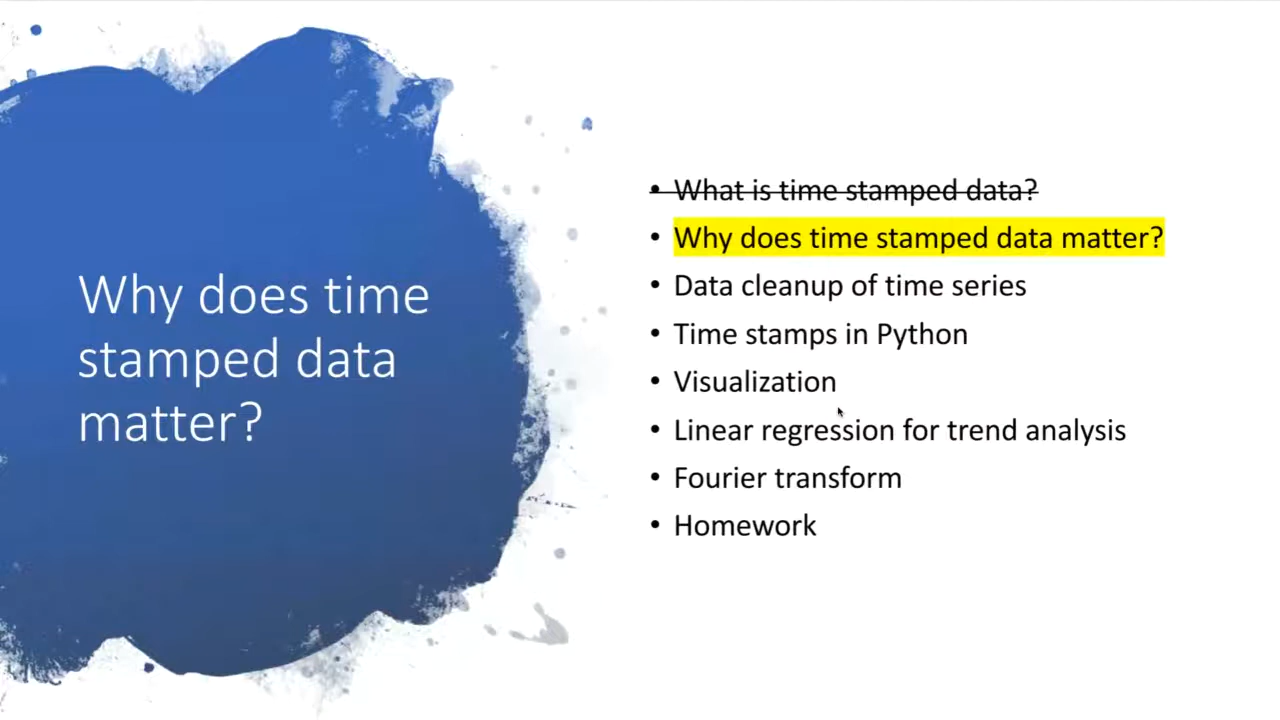 Why does time
stamped data
matter?
• What is time stamped data?
• Why does time stamped data matter?
• Data cleanup of time series
• Time stamps in Python
• Visualization
• Linear regression for trend analysis
• Fourier transform
• Homework